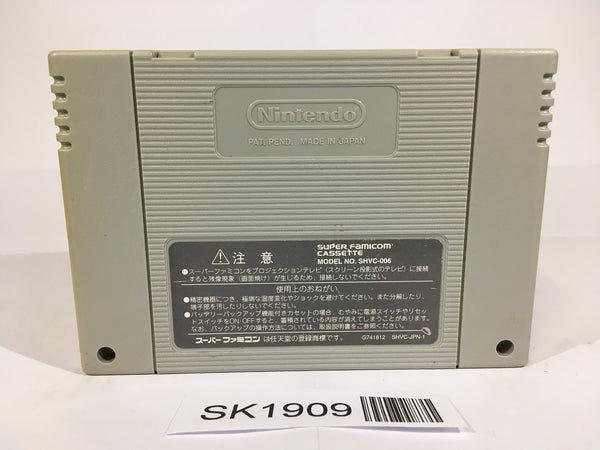 Nintendo
PAT. PEND. MADE IN JAPAN
注意
SUPER FAMICOM
CASSETTE
MODEL NO. SHVC-006
●スーパーファミコンをプロジェクションテレビ(スクリーン投影式のテレビ)に接続
すると残像現象(画面焼け)が生じるため、接続しないでください。
使用上のおねがい
●精密機器につき、極端な温度変化やショックを避けてください。また分解したり、
端子部を汚したりしないでください。
●バッテリーバックアップ機能付きカセットの場合、むやみに電源スイッチやリセッ
トスイッチをON・OFFすると、蓄積されている内容が消えてしまうことがあります。
なお、バックアップの操作方法については、取扱説明書をご参照ください。
スーパーファミコン は任天堂の登録商標です。
G741812 SHVC-JPN-1
SK1909